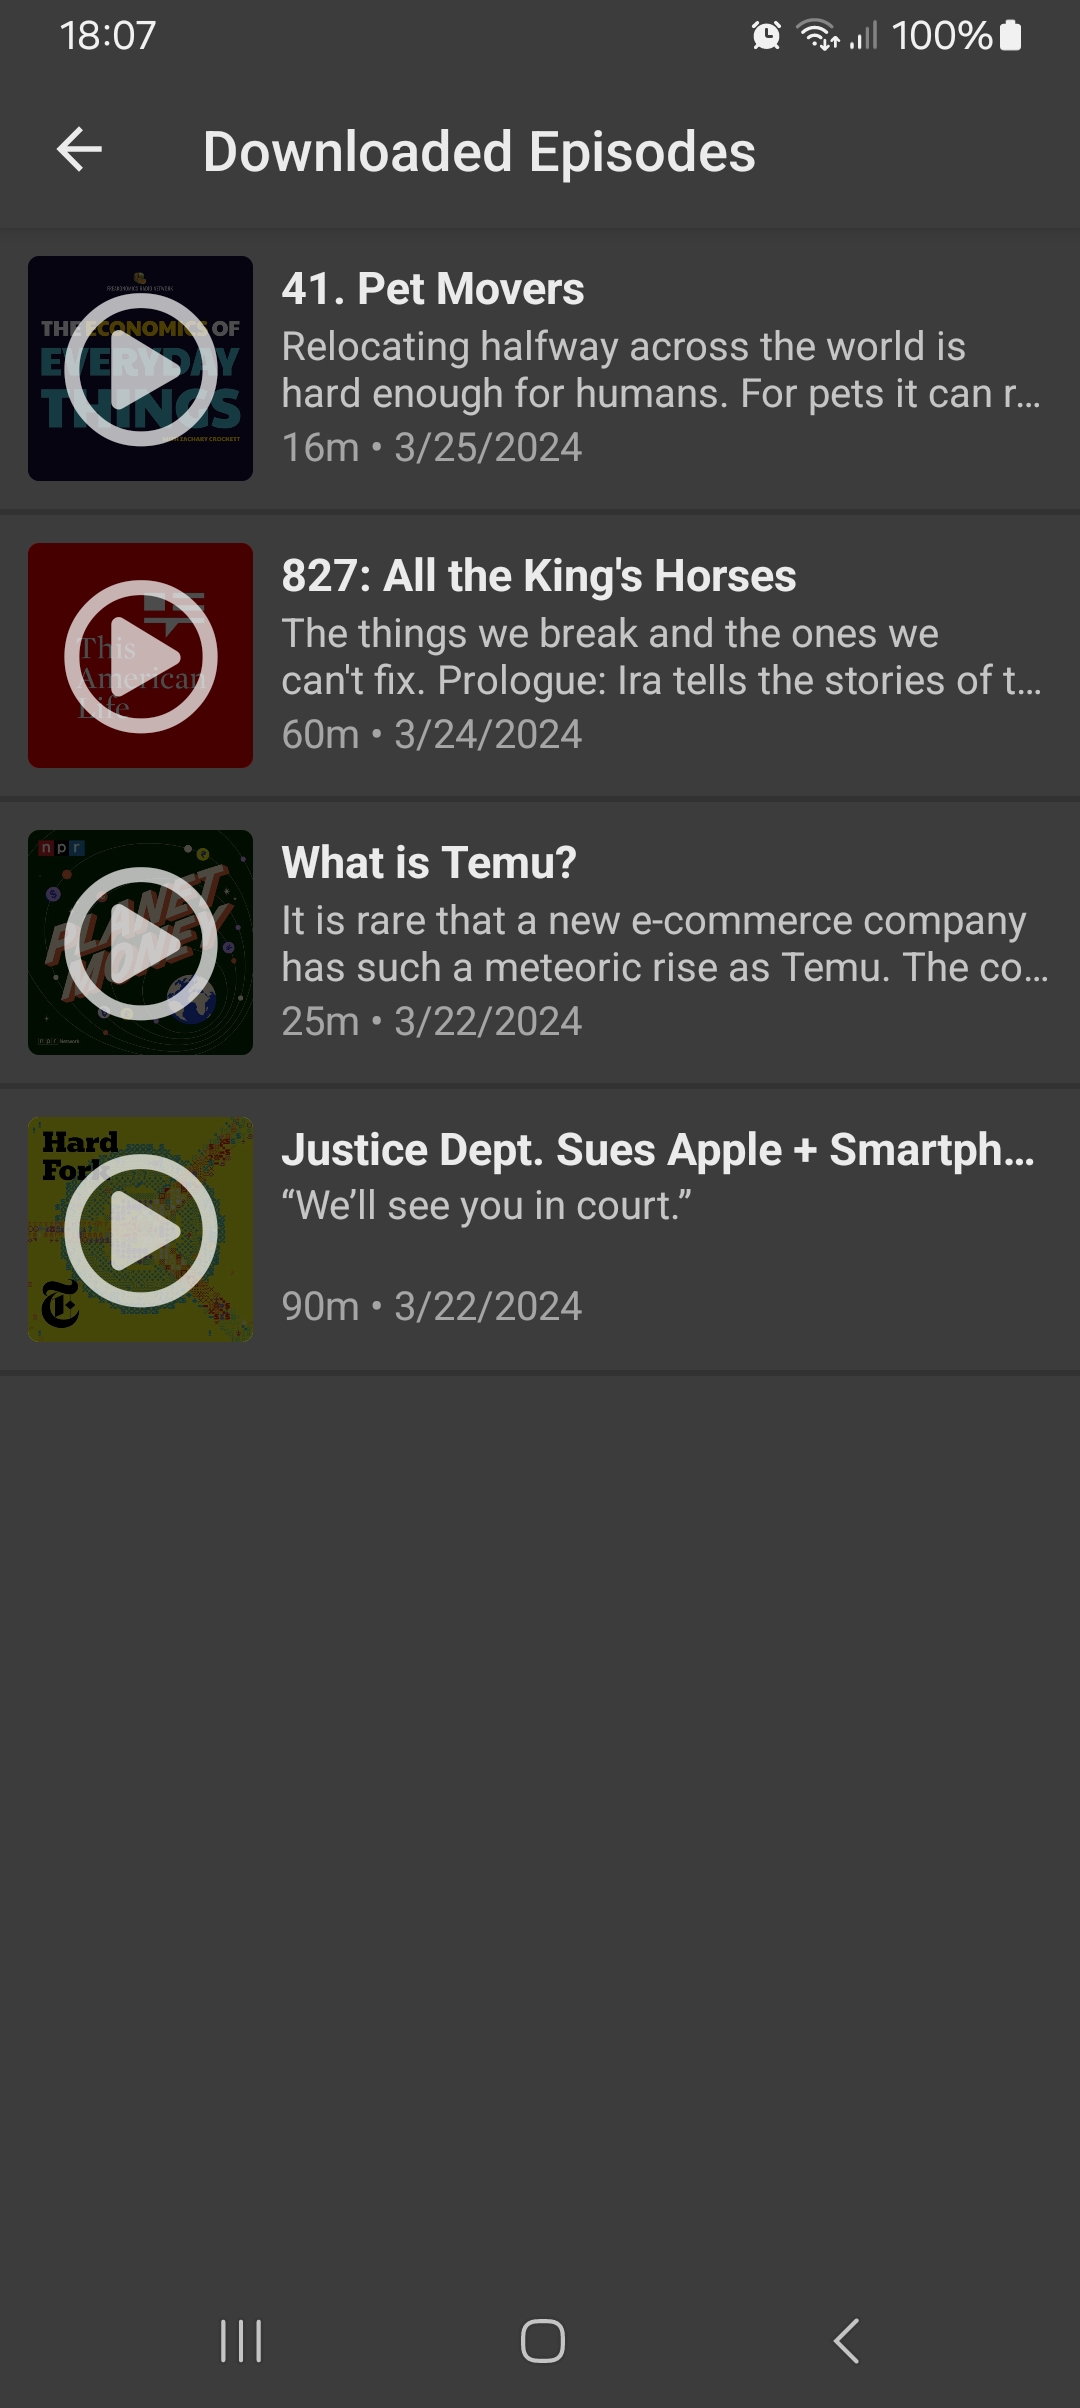 18:07
100%
Downloaded Episodes
THE ECONOMICS OF
EVERYDAY
THINGS
41. Pet Movers
Relocating halfway across the world is
hard enough for humans. For pets it can r…
16m • 3/25/2024
This
American
Life
827: All the King's Horses
The things we break and the ones we
can't fix. Prologue: Ira tells the stories of t…
60m • 3/24/2024
npr
PLANET
MONEY
What is Temu?
It is rare that a new e-commerce company
has such a meteoric rise as Temu. The co…
25m • 3/22/2024
Hard
Fork
Justice Dept. Sues Apple + Smartph…
“We’ll see you in court.”
90m • 3/22/2024